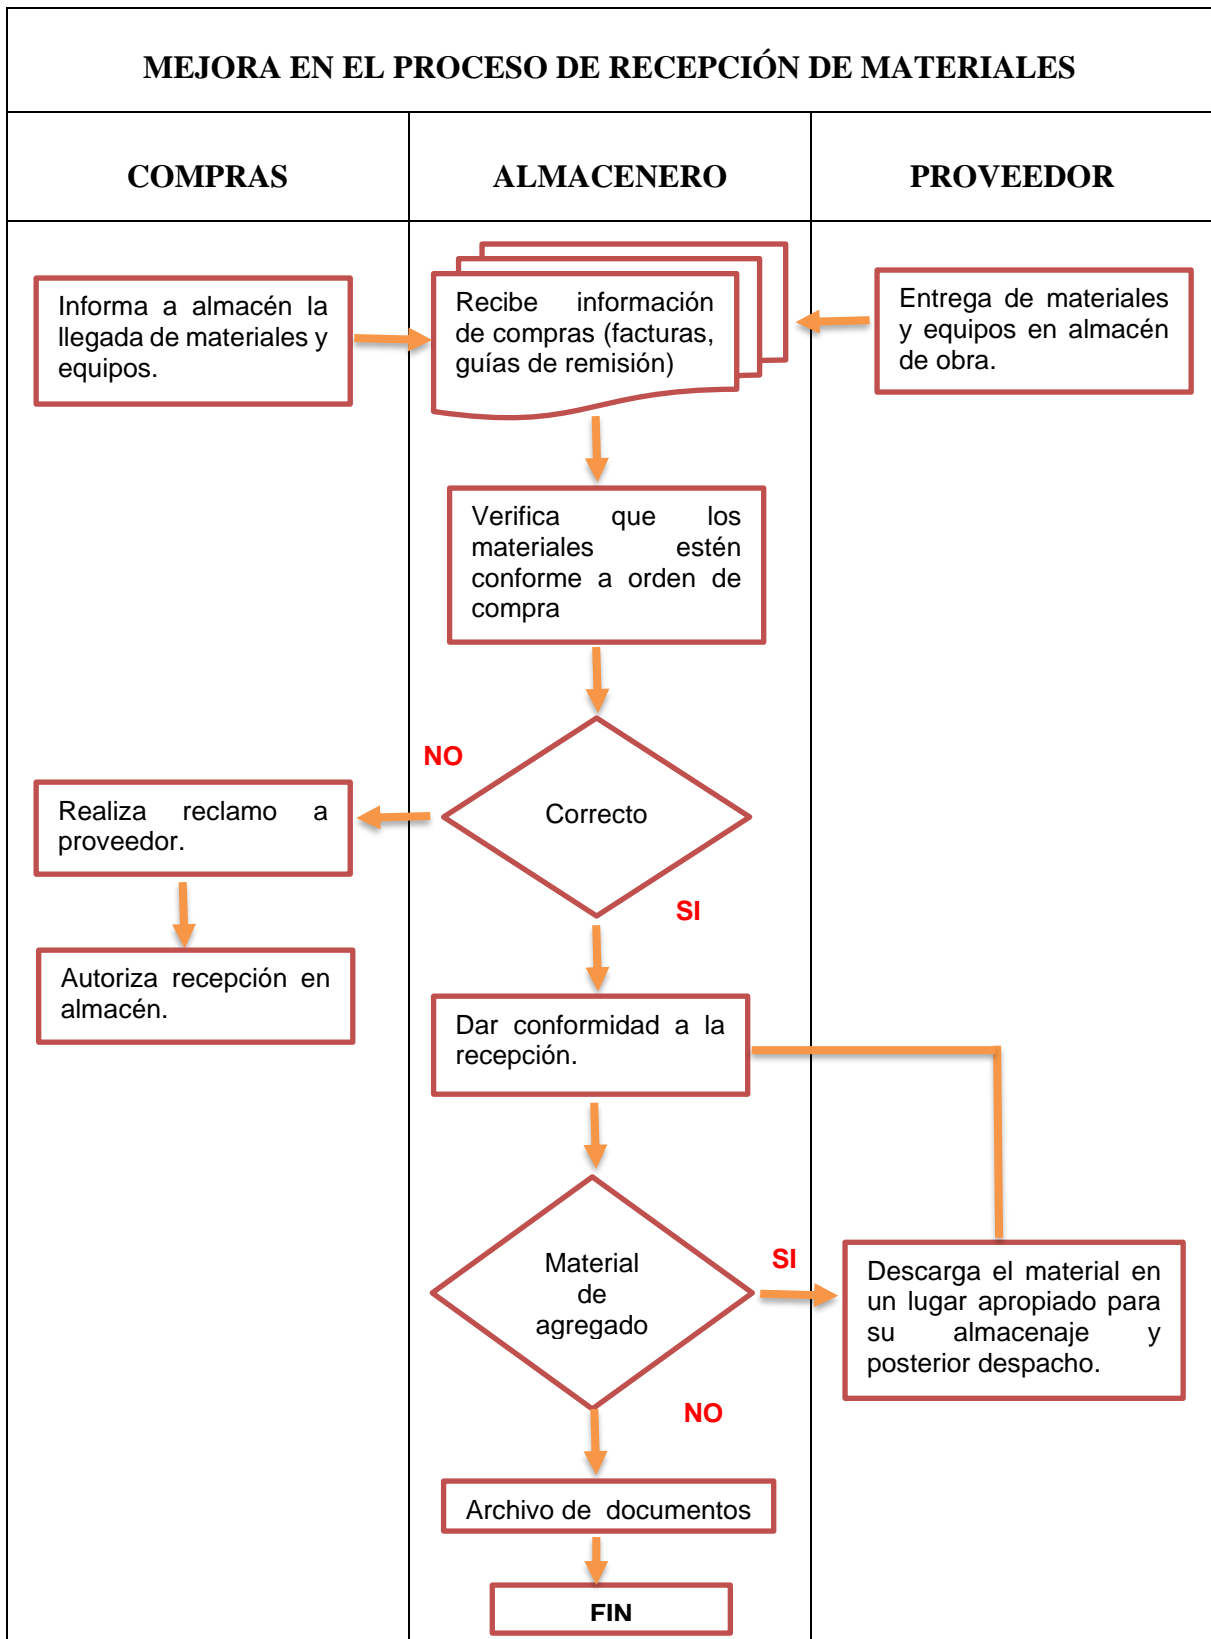 MEJORA EN EL PROCESO DE RECEPCIÓN DE MATERIALES
COMPRAS
ALMACENERO
PROVEEDOR
Informa a almacén la
llegada de materiales y
equipos.
Recibe información
de compras (facturas,
guías de remisión)
Entrega de materiales
y equipos en almacén
de obra.
Verifica que los
materiales estén
conforme a orden de
compra
NO
Correcto
Realiza reclamo a
proveedor.
SI
Autoriza recepción en
almacén.
Dar conformidad a la
recepción.
Material
de
agregado
SI
Descarga el material en
un lugar apropiado para
su almacenaje y
posterior despacho.
NO
Archivo de documentos
FIN